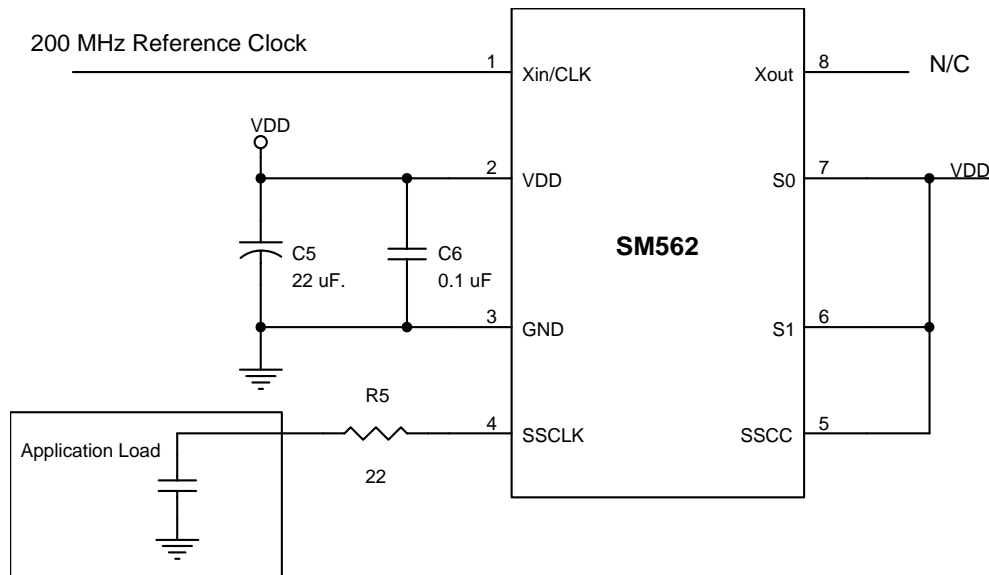 200 MHz Reference Clock
1
Xin/CLK
Xout
8
N/C
VDD
2
VDD
S0
7
VDD
C5
22 uF.
C6
0.1 uF
SM562
3
GND
S1
6
R5
4
SSCLK
SSCC
5
Application Load
22